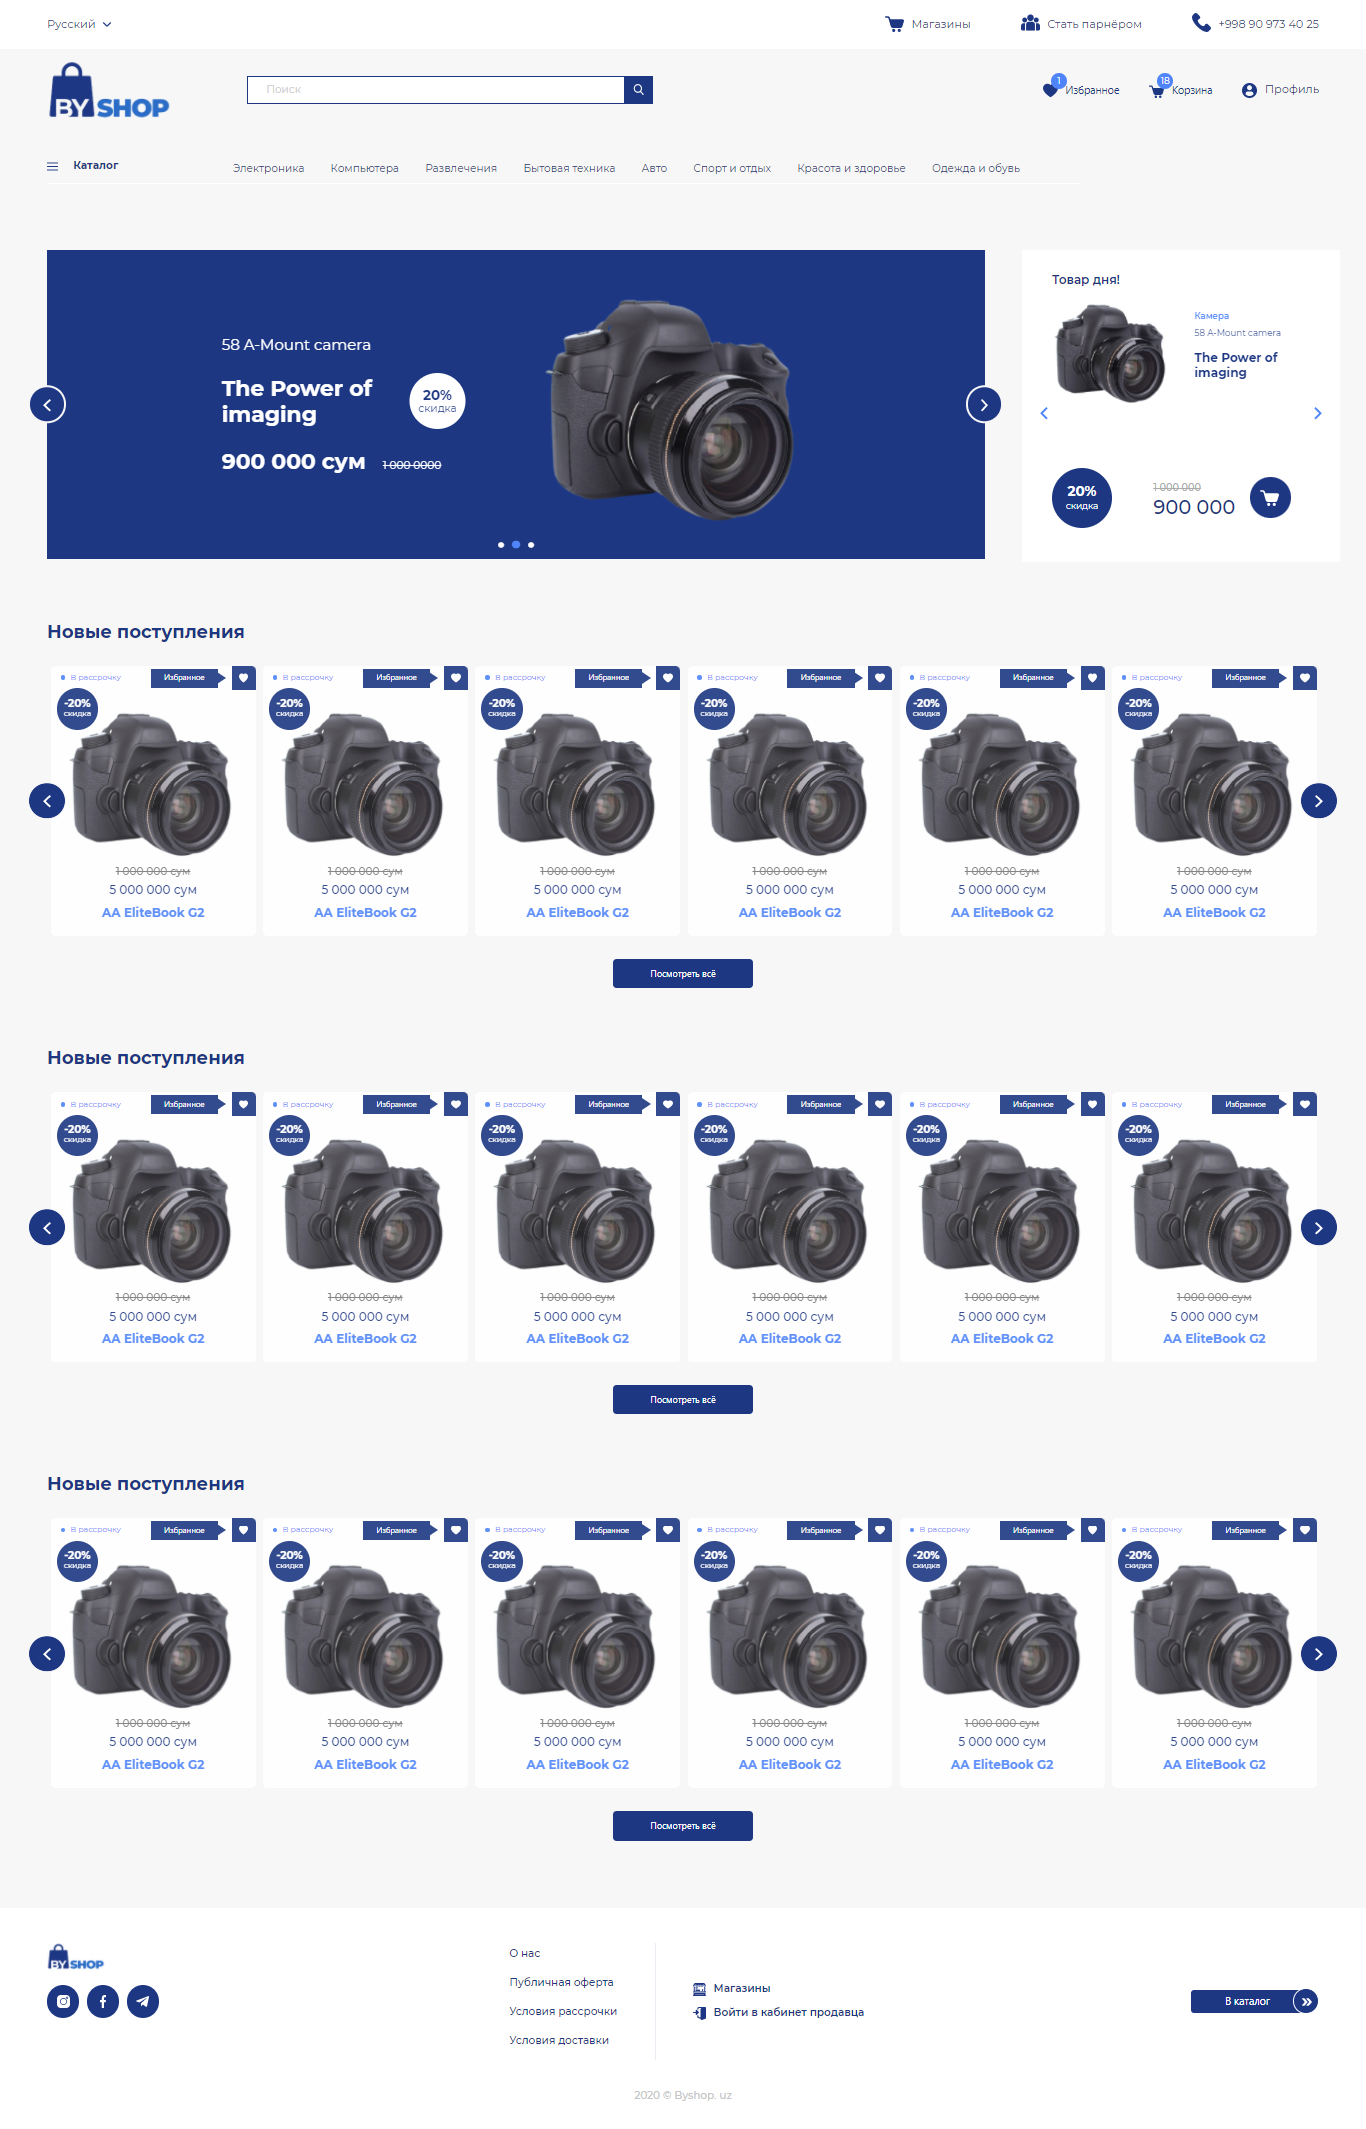 Русский
Магазины
Стать парнёром
+998 90 973 40 25
BY SHOP
Поиск
1
Избранное
18
Корзина
Профиль
Каталог
Электроника
Компьютера
Развлечения
Бытовая техника
Авто
Спорт и отдых
Красота и здоровье
Одежда и обувь
58 A-Mount camera
The Power of
imaging
20%
скидка
900 000 сум
1 000 0000
Товар дня!
Камера
58 A-Mount camera
The Power of
imaging
20%
скидка
1 000 000
900 000
Новые поступления
В рассрочку Избранное
-20%
скидка
1 000 000 сум
5 000 000 сум
AA EliteBook G2
В рассрочку Избранное
-20%
скидка
1 000 000 сум
5 000 000 сум
AA EliteBook G2
В рассрочку Избранное
-20%
скидка
1 000 000 сум
5 000 000 сум
AA EliteBook G2
В рассрочку Избранное
-20%
скидка
1 000 000 сум
5 000 000 сум
AA EliteBook G2
В рассрочку Избранное
-20%
скидка
1 000 000 сум
5 000 000 сум
AA EliteBook G2
В рассрочку Избранное
-20%
скидка
1 000 000 сум
5 000 000 сум
AA EliteBook G2
Посмотреть всё
Новые поступления
В рассрочку Избранное
-20%
скидка
1 000 000 сум
5 000 000 сум
AA EliteBook G2
В рассрочку Избранное
-20%
скидка
1 000 000 сум
5 000 000 сум
AA EliteBook G2
В рассрочку Избранное
-20%
скидка
1 000 000 сум
5 000 000 сум
AA EliteBook G2
В рассрочку Избранное
-20%
скидка
1 000 000 сум
5 000 000 сум
AA EliteBook G2
В рассрочку Избранное
-20%
скидка
1 000 000 сум
5 000 000 сум
AA EliteBook G2
В рассрочку Избранное
-20%
скидка
1 000 000 сум
5 000 000 сум
AA EliteBook G2
Посмотреть всё
Новые поступления
В рассрочку Избранное
-20%
скидка
1 000 000 сум
5 000 000 сум
AA EliteBook G2
В рассрочку Избранное
-20%
скидка
1 000 000 сум
5 000 000 сум
AA EliteBook G2
В рассрочку Избранное
-20%
скидка
1 000 000 сум
5 000 000 сум
AA EliteBook G2
В рассрочку Избранное
-20%
скидка
1 000 000 сум
5 000 000 сум
AA EliteBook G2
В рассрочку Избранное
-20%
скидка
1 000 000 сум
5 000 000 сум
AA EliteBook G2
В рассрочку Избранное
-20%
скидка
1 000 000 сум
5 000 000 сум
AA EliteBook G2
Посмотреть всё
BY SHOP
О нас
Публичная оферта
Условия рассрочки
Условия доставки
Магазины
Войти в кабинет продавца
В каталог
2020 © Byshop. uz